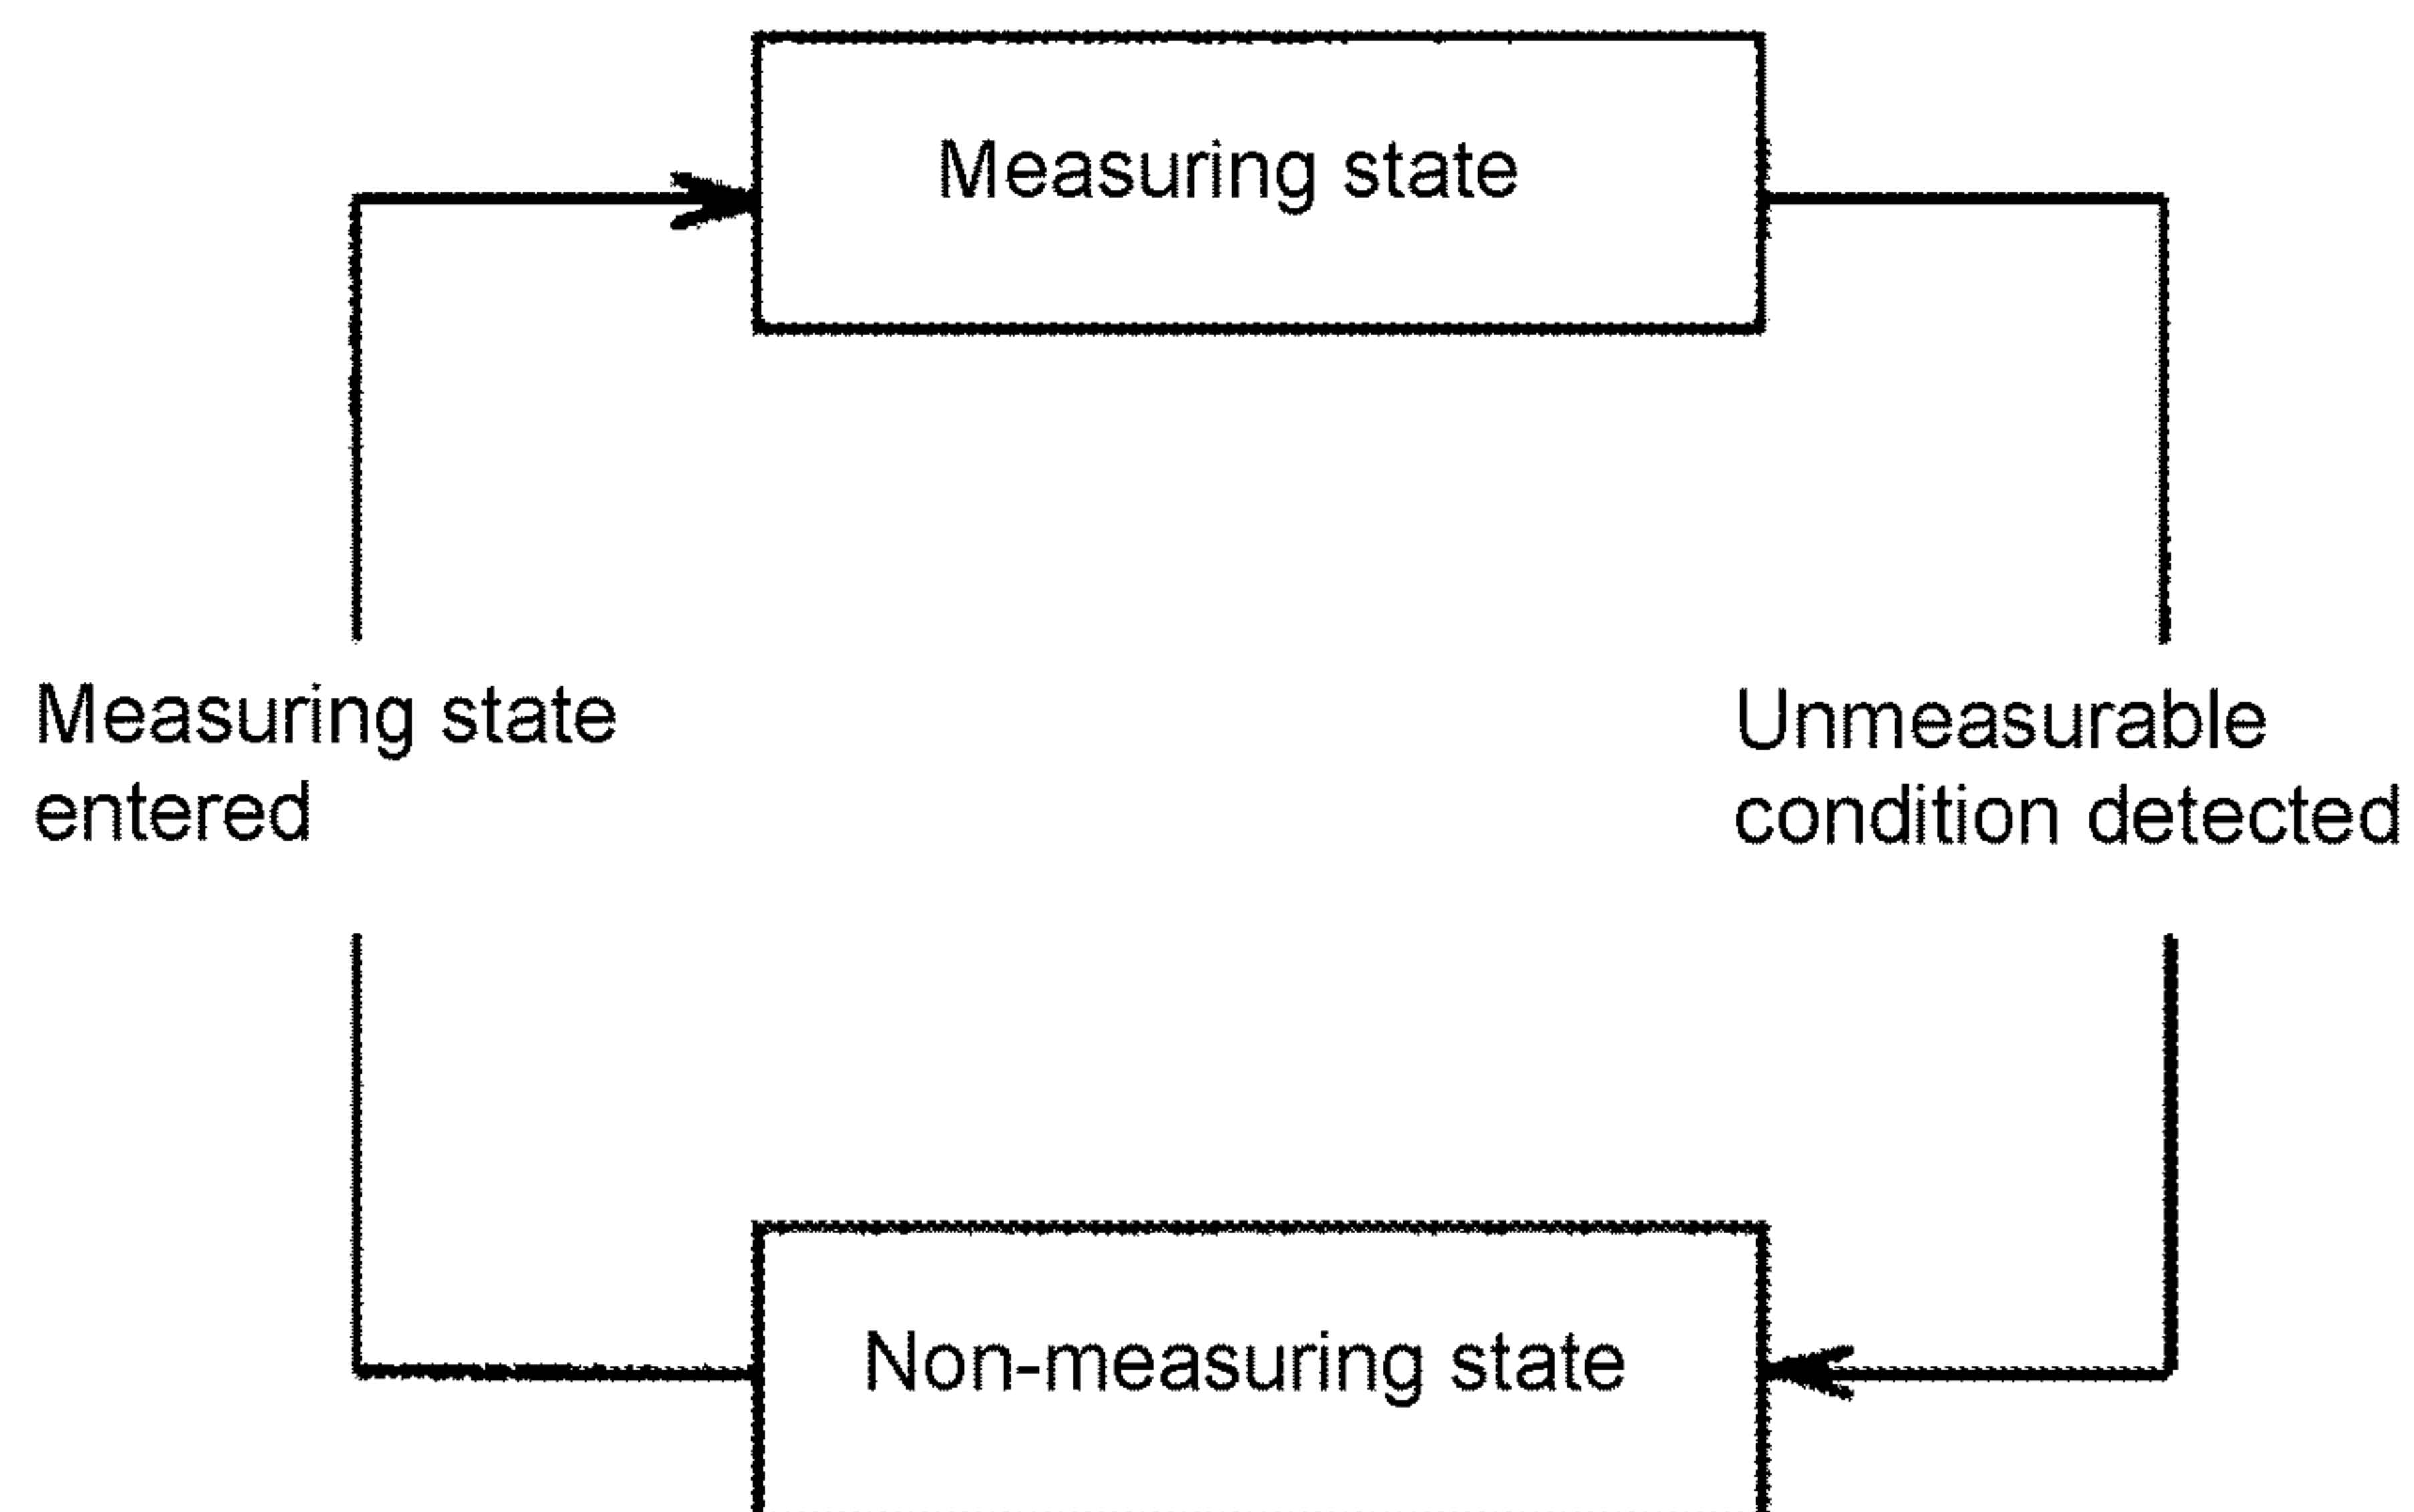 Measuring state
Measuring state
entered
Unmeasurable
condition detected
Non-measuring state